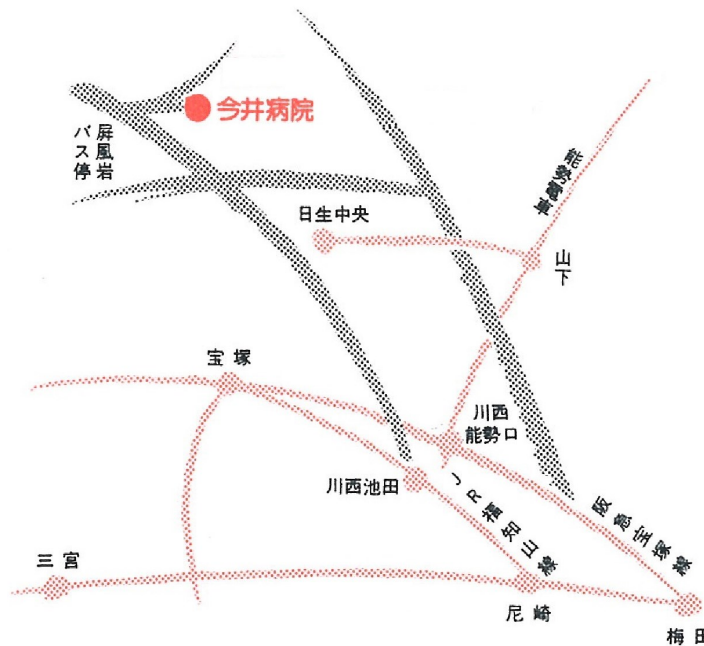 今井病院
屏風岩
バス停
能勢電車
日生中央
山下
宝塚
川西
能勢口
川西池田
JR福知山線
阪急宝塚線
三宮
尼崎
梅田